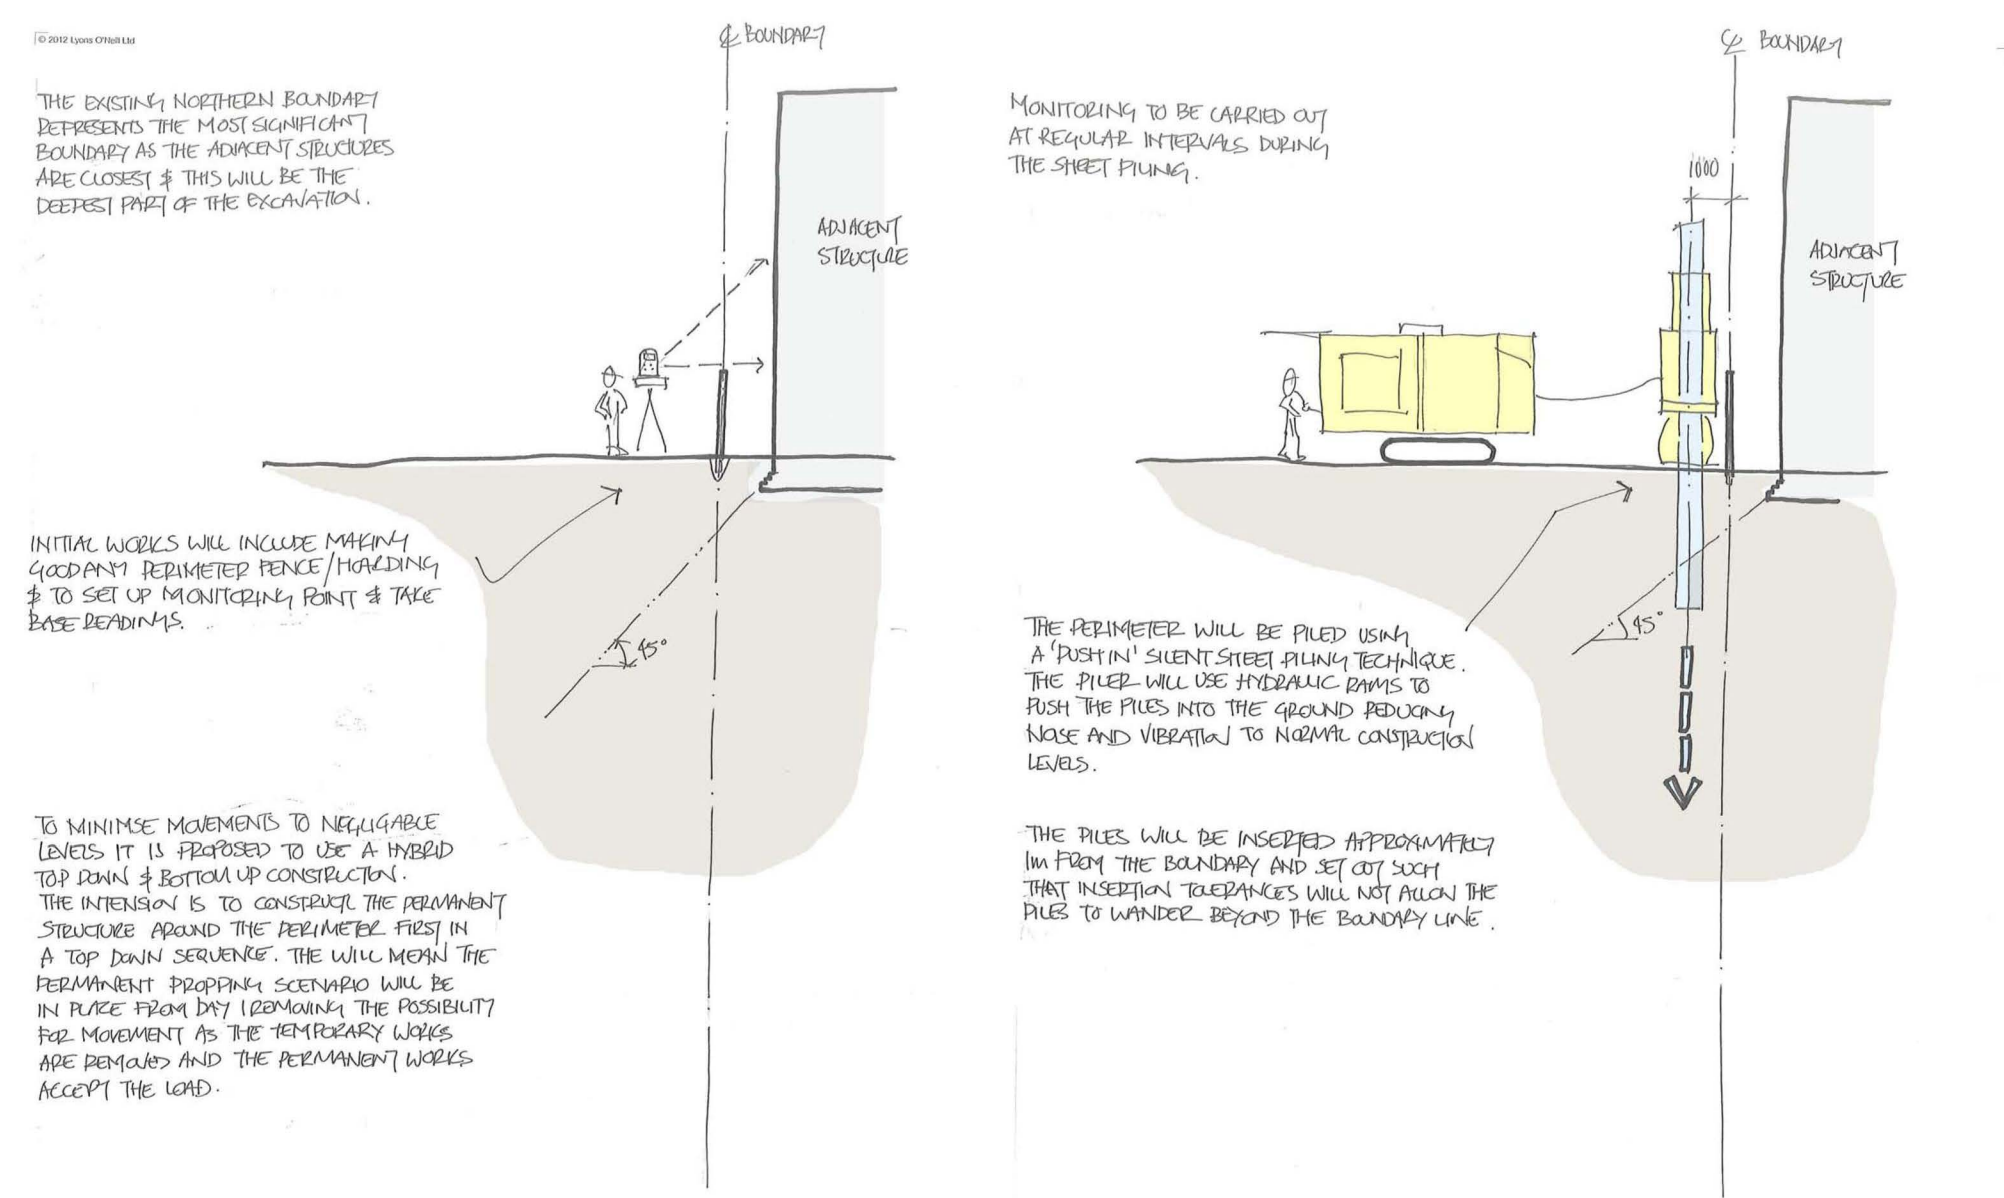 © 2012 Lyons O'Neill Ltd
℄ BOUNDARY
THE EXISTING NORTHERN BOUNDARY
REPRESENTS THE MOST SIGNIFICANT
BOUNDARY AS THE ADJACENT STRUCTURES
ARE CLOSEST & THIS WILL BE THE
DEEPEST PART OF THE EXCAVATION.
ADJACENT
STRUCTURE
INITIAL WORKS WILL INCLUDE MAKING
GOOD ANY PERIMETER FENCE/HOARDING
& TO SET UP MONITORING POINT & TAKE
BASE READINGS.
45°
TO MINIMSE MOVEMENTS TO NEGLIGABLE
LEVELS IT IS PROPOSED TO USE A HYBRID
TOP DOWN & BOTTOM UP CONSTRUCTON.
THE INTENSION IS TO CONSTRUCT THE PERMANENT
STRUCTURE AROUND THE PERIMETER FIRST IN
A TOP DOWN SEQUENCE. THE WILL MEAN THE
PERMANENT PROPPING SCENARIO WILL BE
IN PLACE FROM DAY 1 REMOVING THE POSSIBILITY
FOR MOVEMENT AS THE TEMPORARY WORKS
ARE REMOVED AND THE PERMANENT WORKS
ACCEPT THE LOAD.
℄ BOUNDARY
MONITORING TO BE CARRIED OUT
AT REGULAR INTERVALS DURING
THE SHEET PILING.
1000
ADJACENT
STRUCTURE
45°
THE PERIMETER WILL BE PILED USING
A 'PUSH IN' SILENT SHEET PILING TECHNIQUE.
THE PILER WILL USE HYDRAULIC RAMS TO
PUSH THE PILES INTO THE GROUND REDUCING
NOISE AND VIBRATION TO NORMAL CONSTRUCTION
LEVELS.
THE PILES WILL BE INSERTED APPROXIMATELY
1m FROM THE BOUNDARY AND SET OUT SUCH
THAT INSERTION TOLERANCES WILL NOT ALLOW THE
PILES TO WANDER BEYOND THE BOUNDARY LINE.